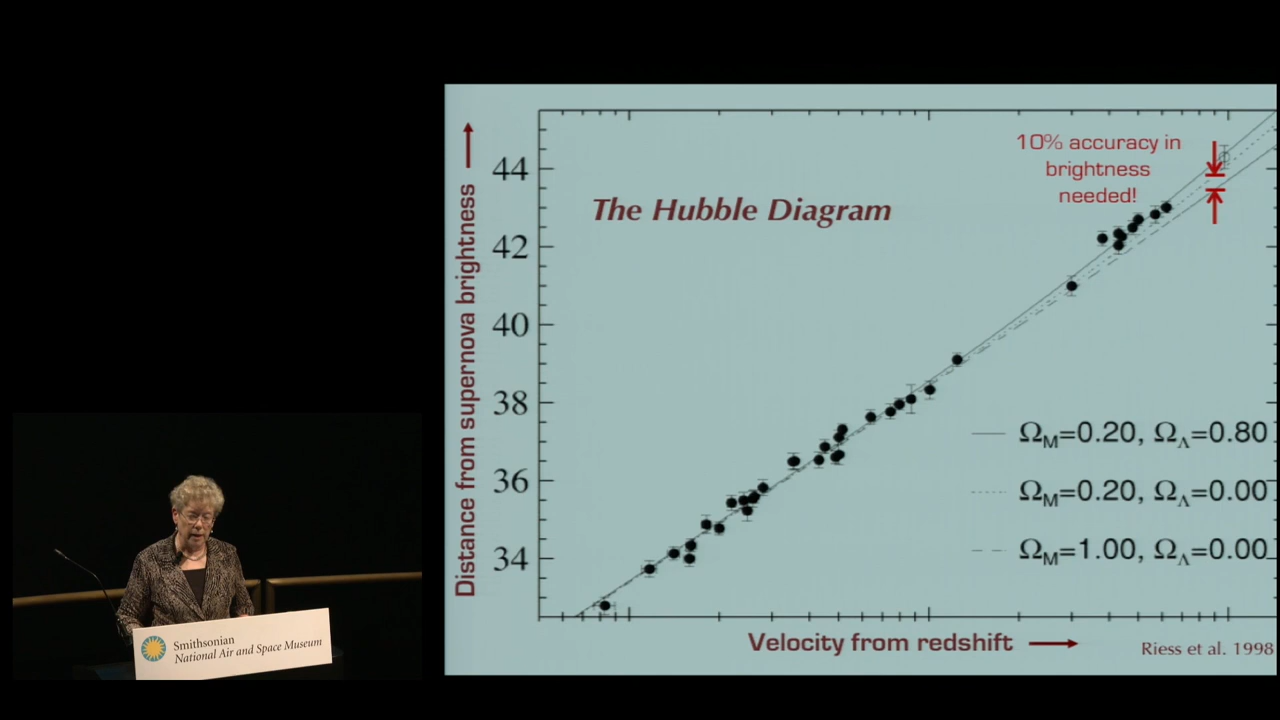 10% accuracy in
brightness
needed!
The Hubble Diagram
Distance from supernova brightness
44
42
40
38
36
34
Ω_M=0.20, Ω_Λ=0.80
Ω_M=0.20, Ω_Λ=0.00
Ω_M=1.00, Ω_Λ=0.00
Velocity from redshift
Riess et al. 1998
Smithsonian
National Air and Space Museum